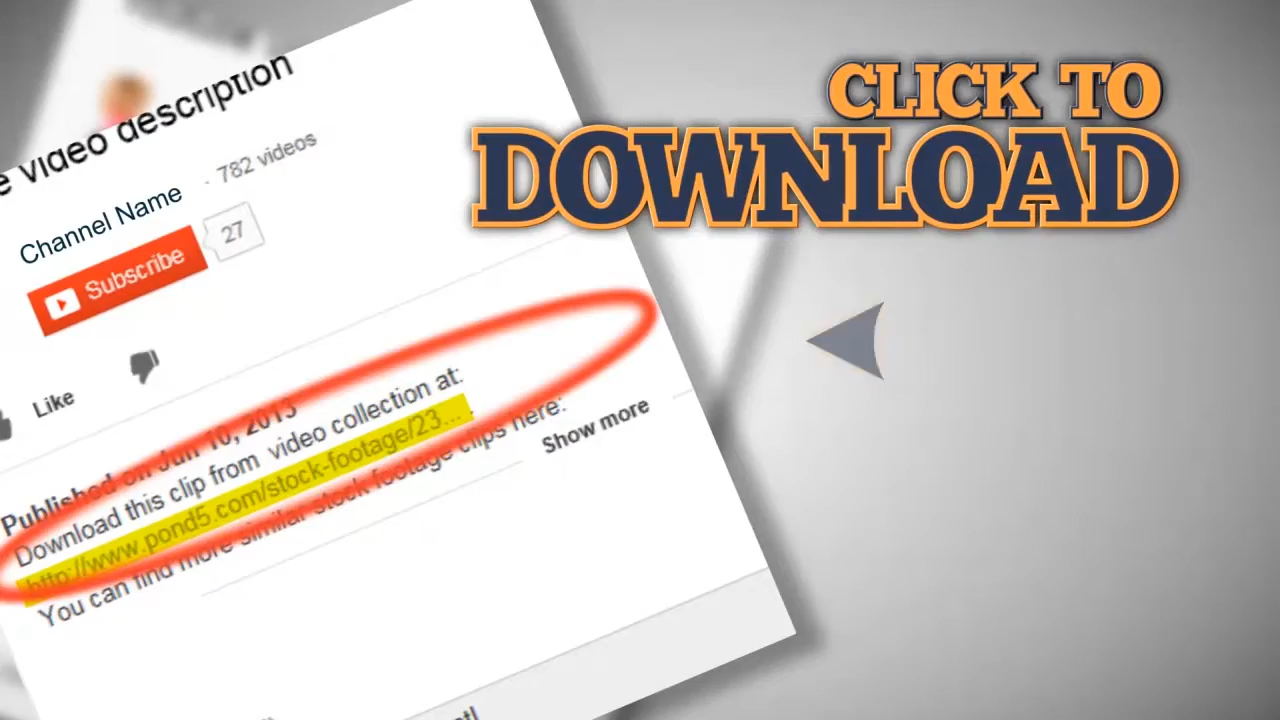 CLICK TO
DOWNLOAD
video description
Channel Name · 782 videos
Subscribe 27
Like
Published on Jun 10, 2013
Download this clip from video collection at:
http://www.pond5.com/stock-footage/23...
You can find more similar stock footage clips here:
Show more